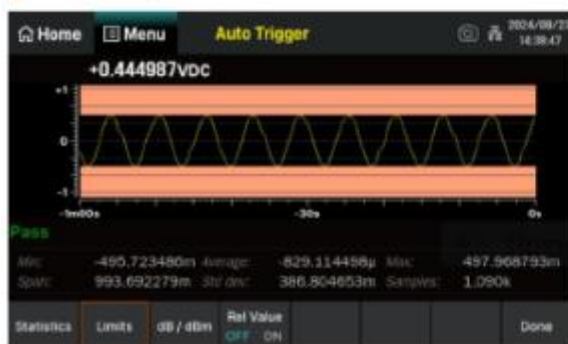 Home Menu Auto Trigger 2024/09/27
14:38:47
+0.444987VDC
+1
0
-1
-1m00s -30s 0s
Pass
Min: -495.723480m Average: -829.114498µ Max: 497.968793m
Span: 993.692279m Std dev: 386.804653m Samples: 1.090k
Statistics Limits dB / dBm Rel Value Done
OFF ON